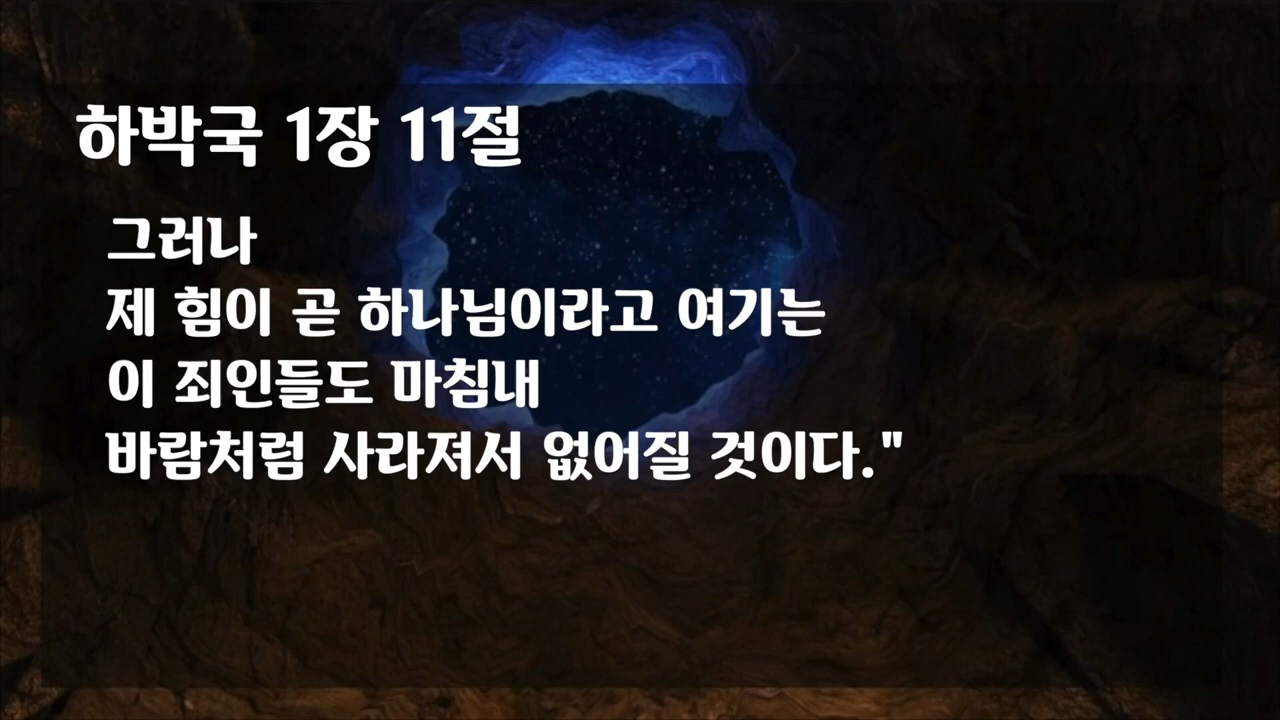 하박국 1장 11절
그러나
제 힘이 곧 하나님이라고 여기는
이 죄인들도 마침내
바람처럼 사라져서 없어질 것이다."